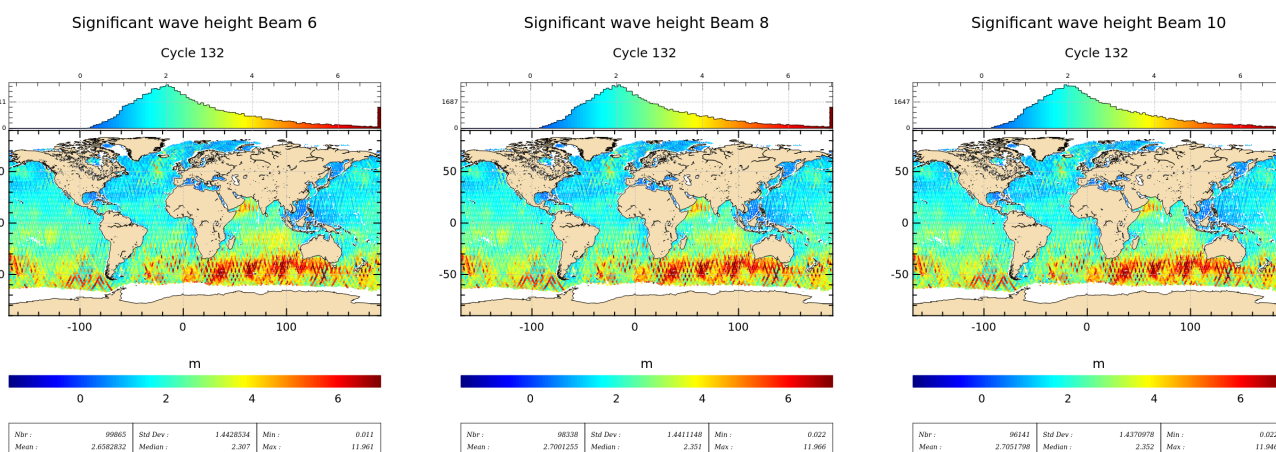 Significant wave height Beam 6
Cycle 132
0 2 4 6
0
50
0
-50
-100 0 100
m
0 2 4 6
Nbr : 99865 Std Dev : 1.4428534 Min : 0.011
Mean : 2.6582832 Median : 2.307 Max : 11.961
Significant wave height Beam 8
Cycle 132
0 2 4 6
1687
0
50
0
-50
-100 0 100
m
0 2 4 6
Nbr : 98338 Std Dev : 1.4411148 Min : 0.022
Mean : 2.7001255 Median : 2.351 Max : 11.966
Significant wave height Beam 10
Cycle 132
0 2 4 6
1647
0
50
0
-50
-100 0 100
m
0 2 4 6
Nbr : 96141 Std Dev : 1.4370978 Min : 0.022
Mean : 2.7051798 Median : 2.352 Max :